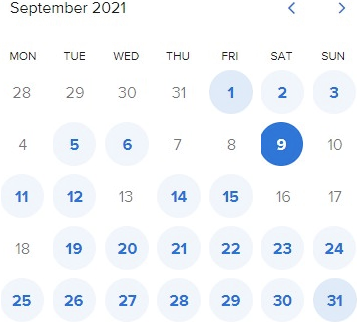 September 2021
MON TUE WED THU FRI SAT SUN
28 29 30 31 1 2 3
4 5 6 7 8 9 10
11 12 13 14 15 16 17
18 19 20 21 22 23 24
25 26 27 28 29 30 31